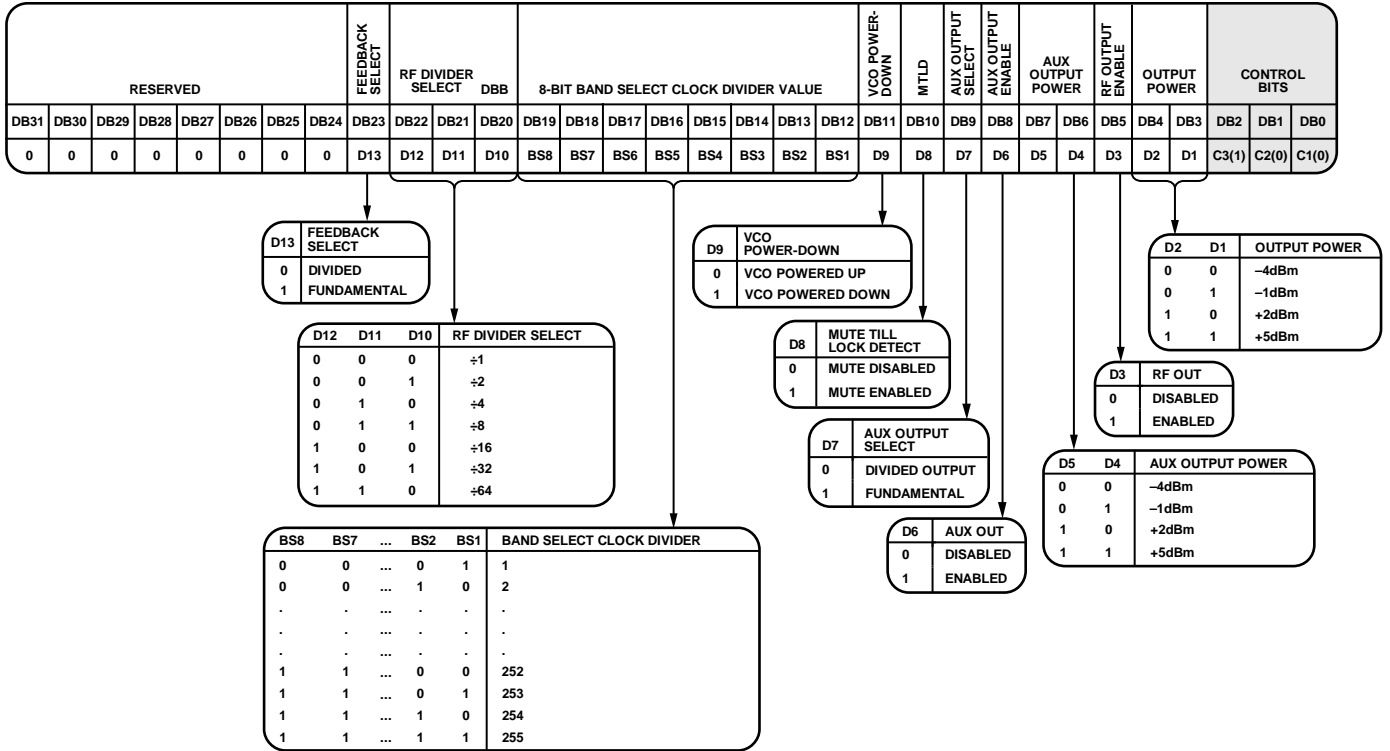 RESERVED
FEEDBACK
SELECT
RF DIVIDER
SELECT DBB
8-BIT BAND SELECT CLOCK DIVIDER VALUE
VCO POWER-
DOWN
MTLD
AUX OUTPUT
SELECT
AUX OUTPUT
ENABLE
AUX
OUTPUT
POWER
RF OUTPUT
ENABLE
OUTPUT
POWER
CONTROL
BITS
DB31 DB30 DB29 DB28 DB27 DB26 DB25 DB24 DB23 DB22 DB21 DB20 DB19 DB18 DB17 DB16 DB15 DB14 DB13 DB12 DB11 DB10 DB9 DB8 DB7 DB6 DB5 DB4 DB3 DB2 DB1 DB0
0 0 0 0 0 0 0 0 D13 D12 D11 D10 BS8 BS7 BS6 BS5 BS4 BS3 BS2 BS1 D9 D8 D7 D6 D5 D4 D3 D2 D1 C3(1) C2(0) C1(0)
D13 FEEDBACK
SELECT
0 DIVIDED
1 FUNDAMENTAL
D12 D11 D10 RF DIVIDER SELECT
0 0 0 ÷1
0 0 1 ÷2
0 1 0 ÷4
0 1 1 ÷8
1 0 0 ÷16
1 0 1 ÷32
1 1 0 ÷64
BS8 BS7 ... BS2 BS1 BAND SELECT CLOCK DIVIDER
0 0 ... 0 1 1
0 0 ... 1 0 2
. . ... . . .
. . ... . . .
. . ... . . .
1 1 ... 0 0 252
1 1 ... 0 1 253
1 1 ... 1 0 254
1 1 ... 1 1 255
D9 VCO
POWER-DOWN
0 VCO POWERED UP
1 VCO POWERED DOWN
D8 MUTE TILL
LOCK DETECT
0 MUTE DISABLED
1 MUTE ENABLED
D7 AUX OUTPUT
SELECT
0 DIVIDED OUTPUT
1 FUNDAMENTAL
D6 AUX OUT
0 DISABLED
1 ENABLED
D2 D1 OUTPUT POWER
0 0 –4dBm
0 1 –1dBm
1 0 +2dBm
1 1 +5dBm
D3 RF OUT
0 DISABLED
1 ENABLED
D5 D4 AUX OUTPUT POWER
0 0 –4dBm
0 1 –1dBm
1 0 +2dBm
1 1 +5dBm